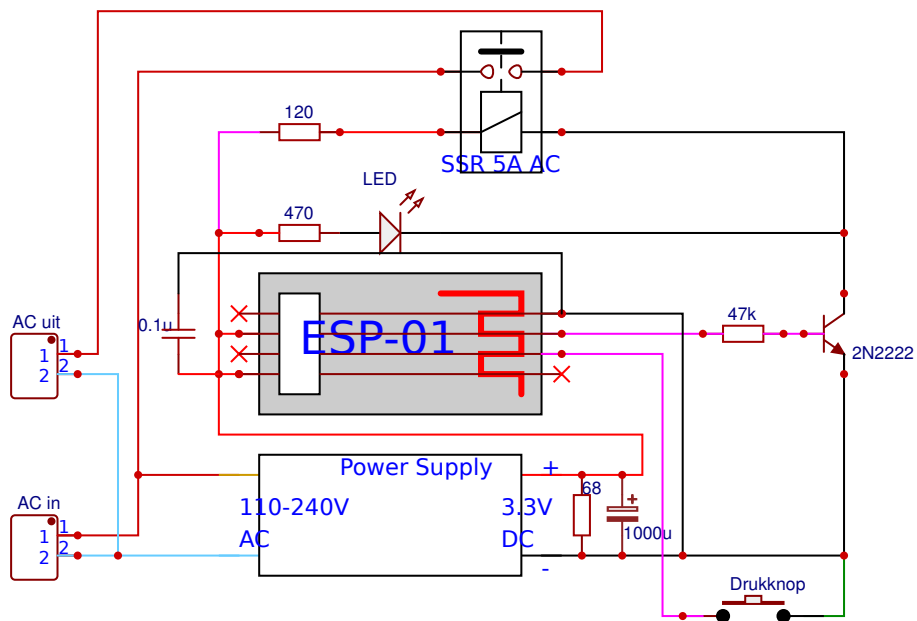 120
SSR 5A AC
LED
470
AC uit
1 1
2 2
0.1u
ESP-01
47k
2N2222
Power Supply
+
110-240V
AC
3.3V
DC
-
68
+
1000u
AC in
1 1
2 2
Drukknop